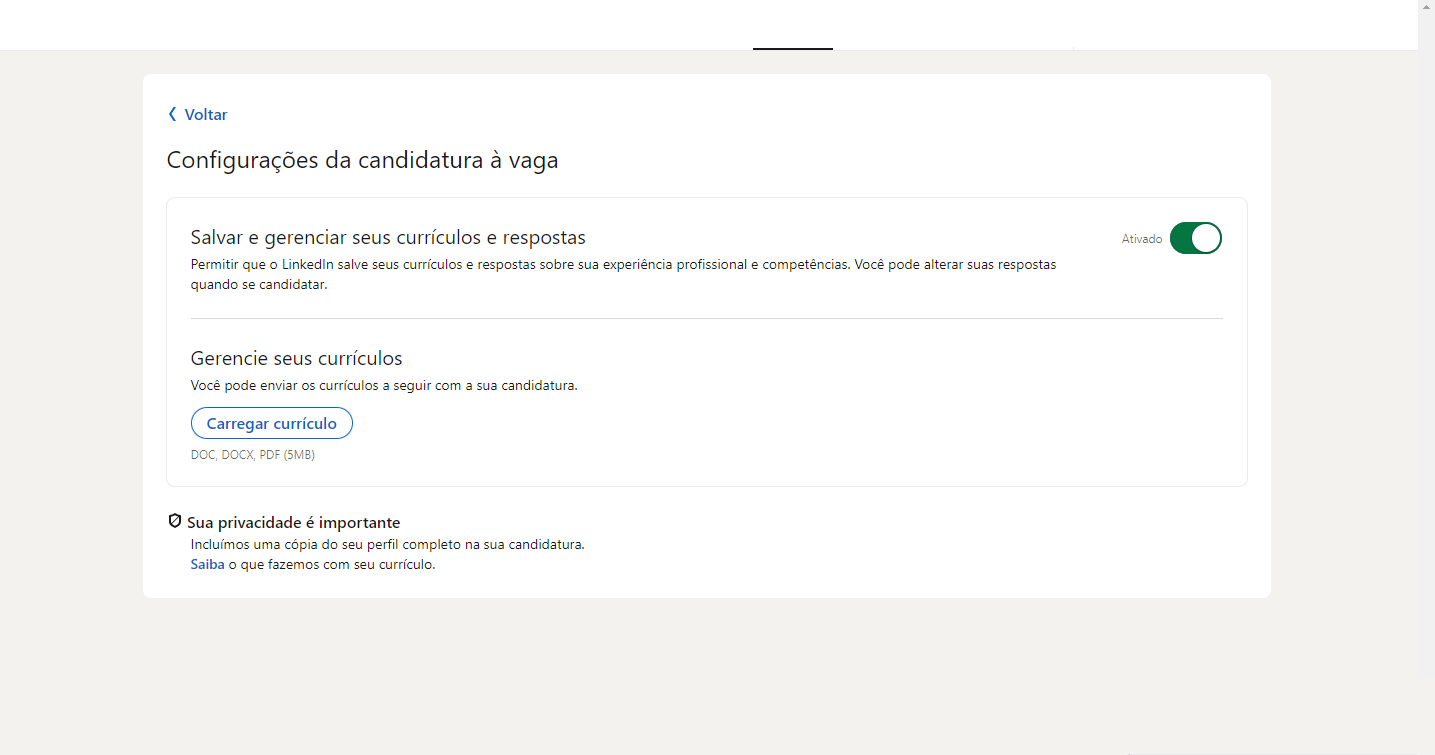 Voltar
Configurações da candidatura à vaga
Salvar e gerenciar seus currículos e respostas
Ativado
Permitir que o LinkedIn salve seus currículos e respostas sobre sua experiência profissional e competências. Você pode alterar suas respostas
quando se candidatar.
Gerencie seus currículos
Você pode enviar os currículos a seguir com a sua candidatura.
Carregar currículo
DOC, DOCX, PDF (5MB)
Sua privacidade é importante
Incluímos uma cópia do seu perfil completo na sua candidatura.
Saiba o que fazemos com seu currículo.